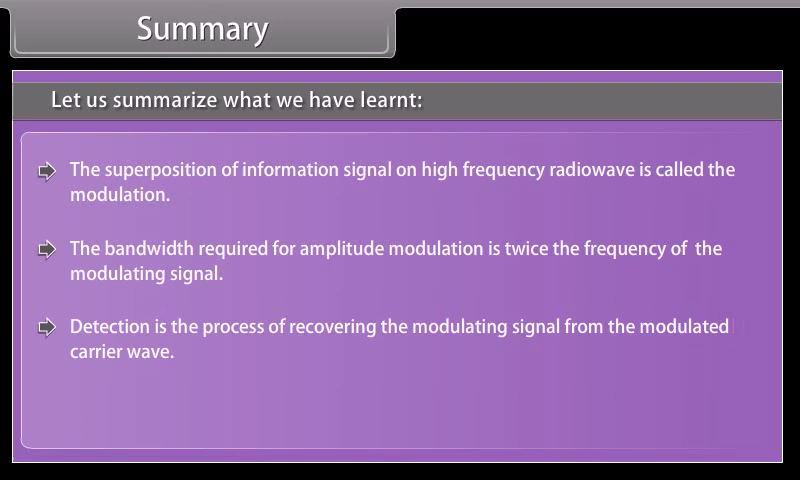 Summary
Let us summarize what we have learnt:
The superposition of information signal on high frequency radiowave is called the
modulation.
The bandwidth required for amplitude modulation is twice the frequency of the
modulating signal.
Detection is the process of recovering the modulating signal from the modulated
carrier wave.